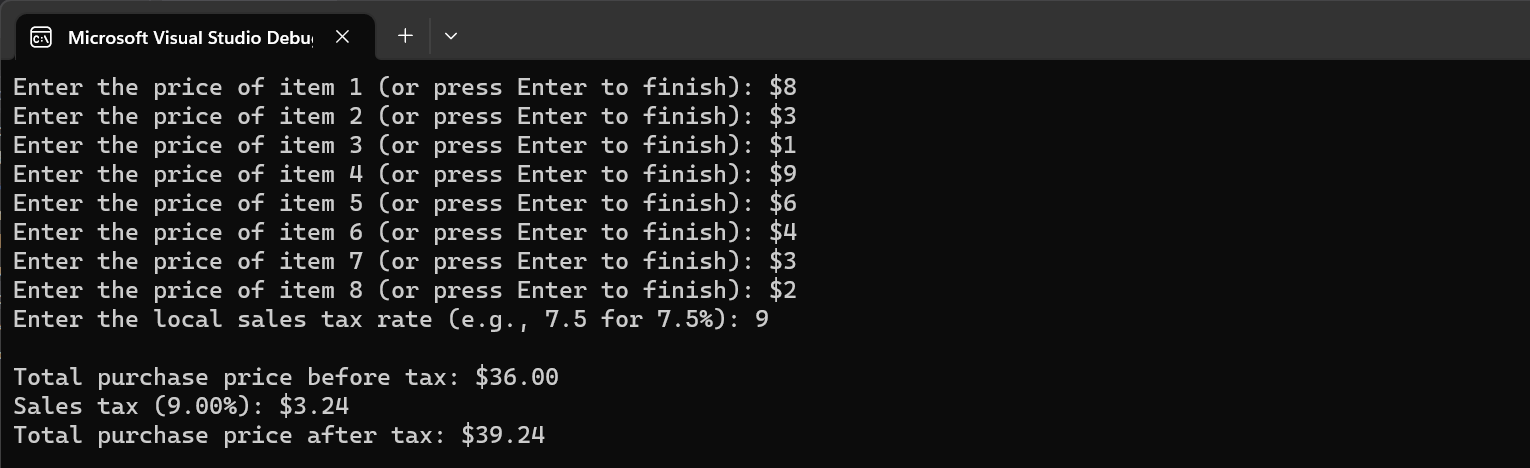 Microsoft Visual Studio Debu
Enter the price of item 1 (or press Enter to finish): $8
Enter the price of item 2 (or press Enter to finish): $3
Enter the price of item 3 (or press Enter to finish): $1
Enter the price of item 4 (or press Enter to finish): $9
Enter the price of item 5 (or press Enter to finish): $6
Enter the price of item 6 (or press Enter to finish): $4
Enter the price of item 7 (or press Enter to finish): $3
Enter the price of item 8 (or press Enter to finish): $2
Enter the local sales tax rate (e.g., 7.5 for 7.5%): 9
Total purchase price before tax: $36.00
Sales tax (9.00%): $3.24
Total purchase price after tax: $39.24